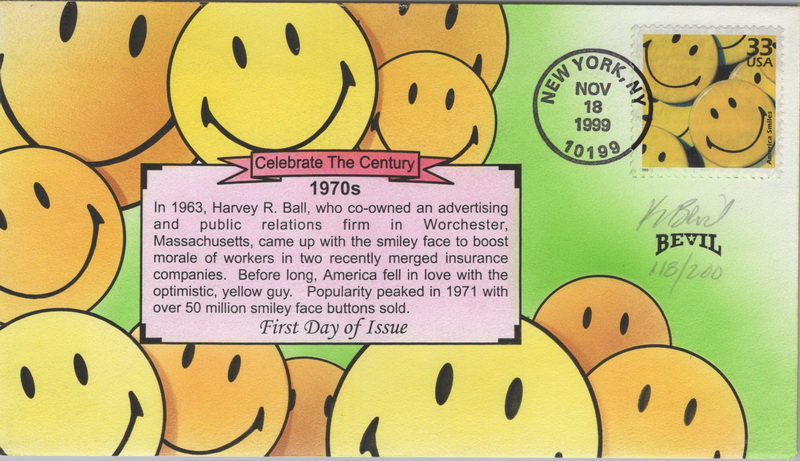 Celebrate The Century
1970s
In 1963, Harvey R. Ball, who co-owned an advertising
and public relations firm in Worchester,
Massachusetts, came up with the smiley face to boost
morale of workers in two recently merged insurance
companies. Before long, America fell in love with the
optimistic, yellow guy. Popularity peaked in 1971 with
over 50 million smiley face buttons sold.
First Day of Issue
NEW YORK, NY
NOV
18
1999
10199
33
USA
America Smiles
Bevil
BEVIL
118/200